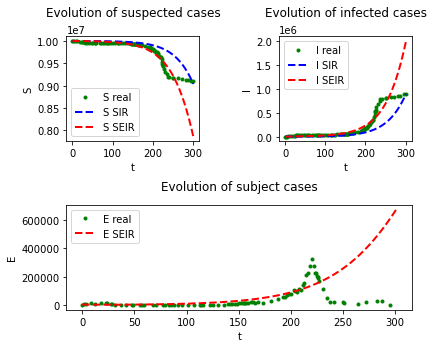 Evolution of suspected cases
1e7
1.00
0.95
0.90
0.85
0.80
S
S real
S SIR
S SEIR
0
100
200
300
t
Evolution of infected cases
1e6
2.0
1.5
1.0
0.5
0.0
I
I real
I SIR
I SEIR
0
100
200
300
t
Evolution of subject cases
600000
400000
200000
0
E
E real
E SEIR
0
50
100
150
200
250
300
t